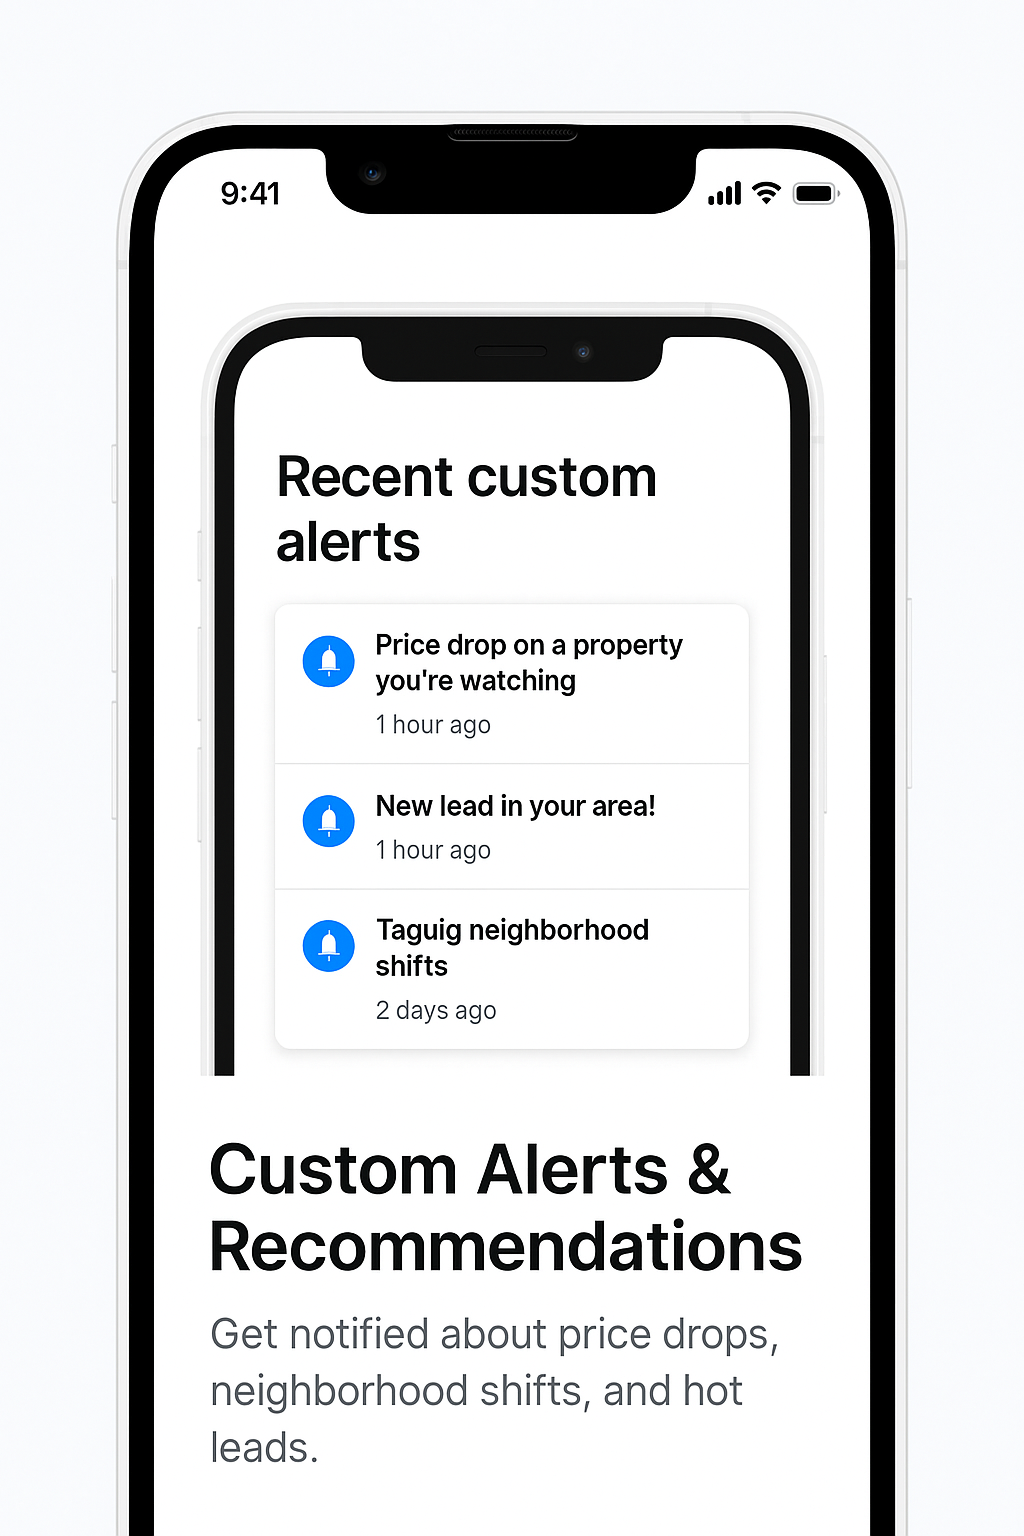 9:41
Recent custom
alerts
Price drop on a property
you're watching
1 hour ago
New lead in your area!
1 hour ago
Taguig neighborhood
shifts
2 days ago
Custom Alerts &
Recommendations
Get notified about price drops,
neighborhood shifts, and hot
leads.